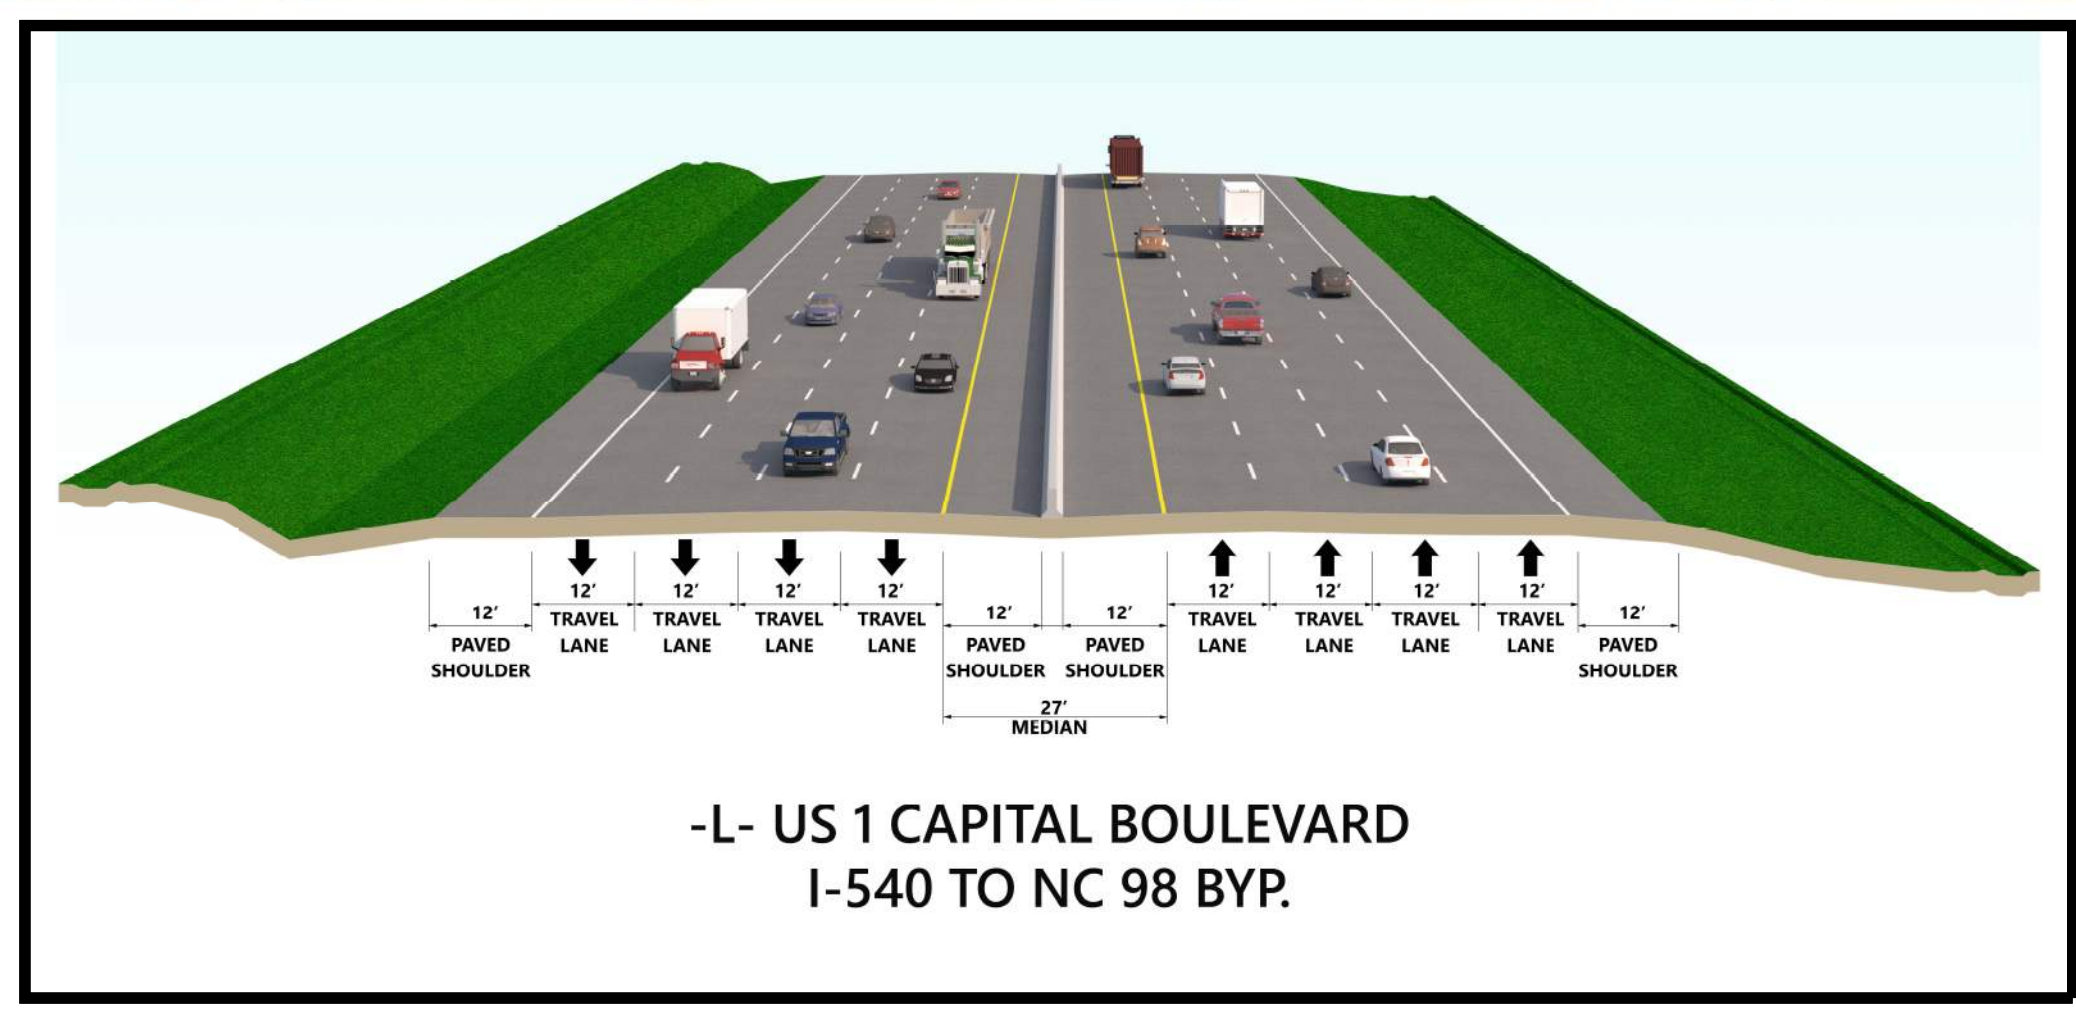 12' TRAVEL LANE
12' TRAVEL LANE
12' TRAVEL LANE
12' TRAVEL LANE
12' TRAVEL LANE
12' TRAVEL LANE
12' TRAVEL LANE
12' TRAVEL LANE
12' PAVED SHOULDER
12' PAVED SHOULDER
12' PAVED SHOULDER
12' PAVED SHOULDER
27'
MEDIAN
-L- US 1 CAPITAL BOULEVARD
I-540 TO NC 98 BYP.